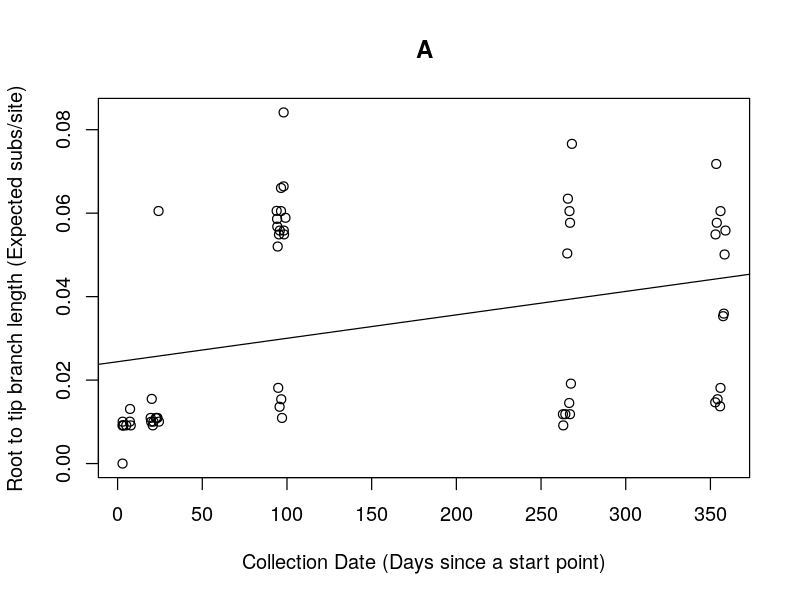 A
Root to tip branch length (Expected subs/site)
0.08
0.06
0.04
0.02
0.00
0 50 100 150 200 250 300 350
Collection Date (Days since a start point)